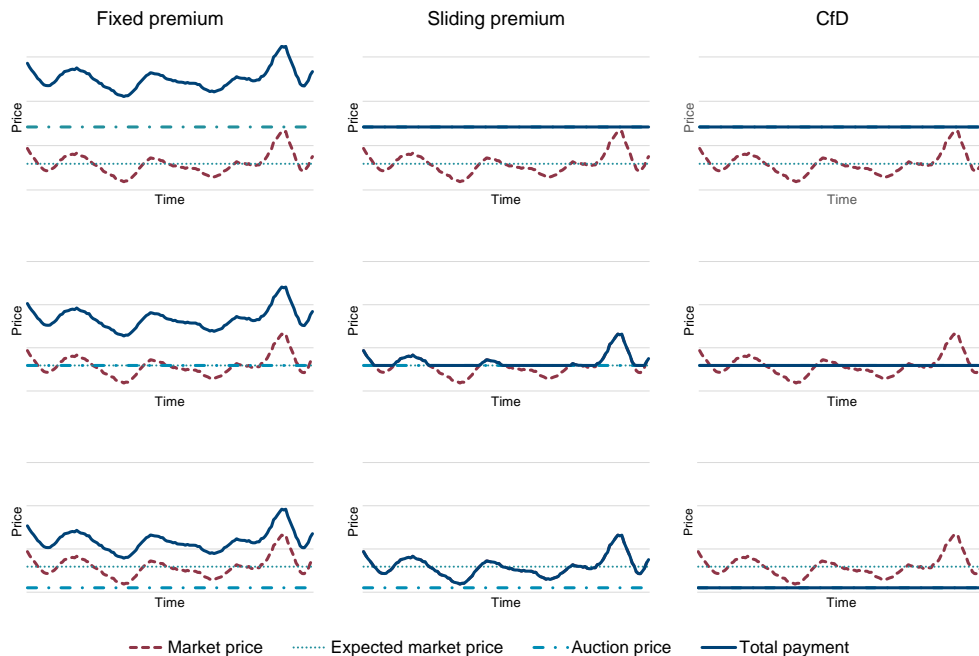 Fixed premium Sliding premium CfD
Price Price Price
Time Time Time
Price Price Price
Time Time Time
Price Price Price
Time Time Time
Market price Expected market price Auction price Total payment